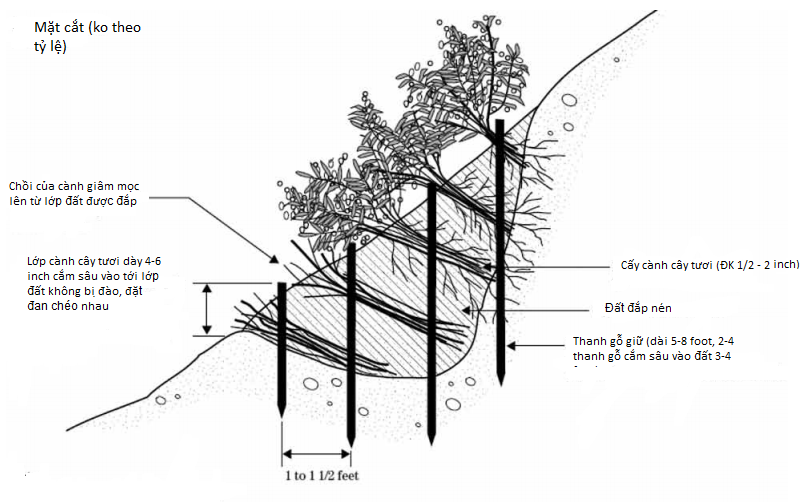 Mặt cắt (ko theo
tỷ lệ)
Chồi của cành giâm mọc
lên từ lớp đất được đắp
Lớp cành cây tươi dày 4-6
inch cắm sâu vào tới lớp
đất không bị đào, đặt
đan chéo nhau
Cấy cành cây tươi (ĐK 1/2 - 2 inch)
Đất đắp nén
Thanh gỗ giữ (dài 5-8 foot, 2-4
thanh gỗ cắm sâu vào đất 3-4
1 to 1 1/2 feet